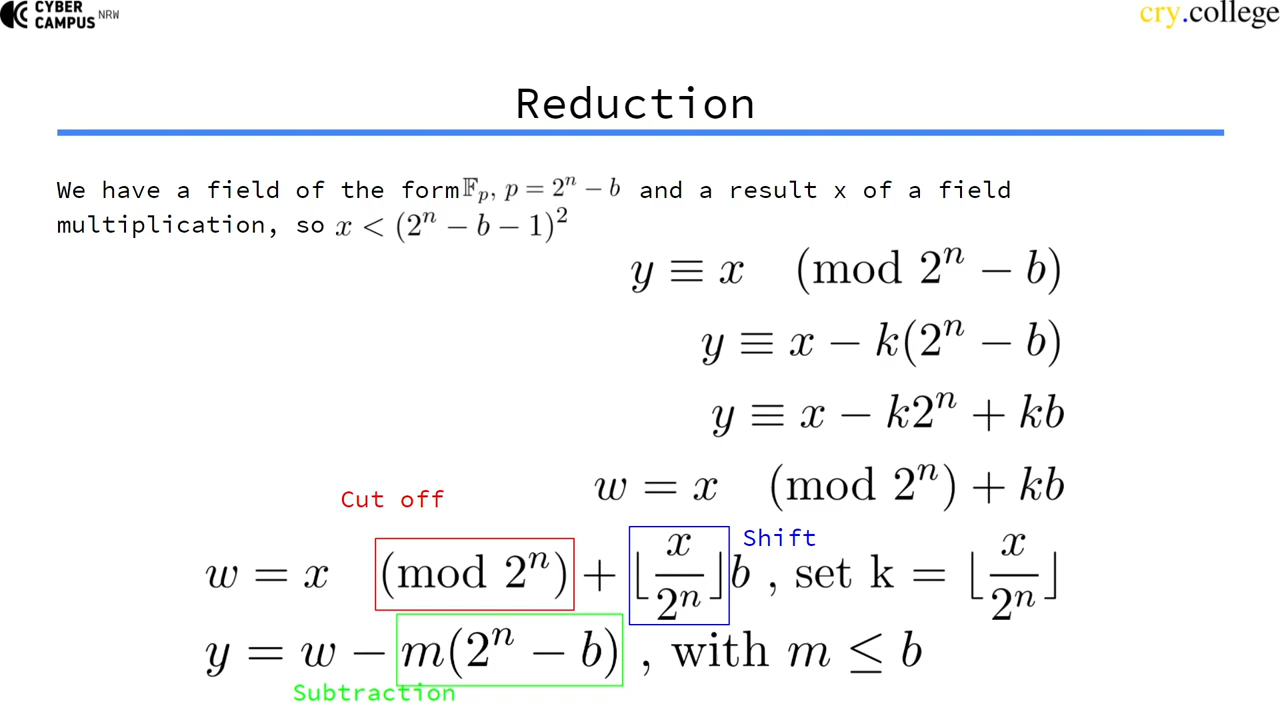 CYBER CAMPUS NRW
cry.college
Reduction
We have a field of the form 𝔽ₚ, p = 2ⁿ − b and a result x of a field
multiplication, so x < (2ⁿ − b − 1)²
y ≡ x (mod 2ⁿ − b)
y ≡ x − k(2ⁿ − b)
y ≡ x − k2ⁿ + kb
Cut off
w = x (mod 2ⁿ) + kb
Shift
w = x (mod 2ⁿ) + ⌊x/2ⁿ⌋b , set k = ⌊x/2ⁿ⌋
y = w − m(2ⁿ − b) , with m ≤ b
Subtraction